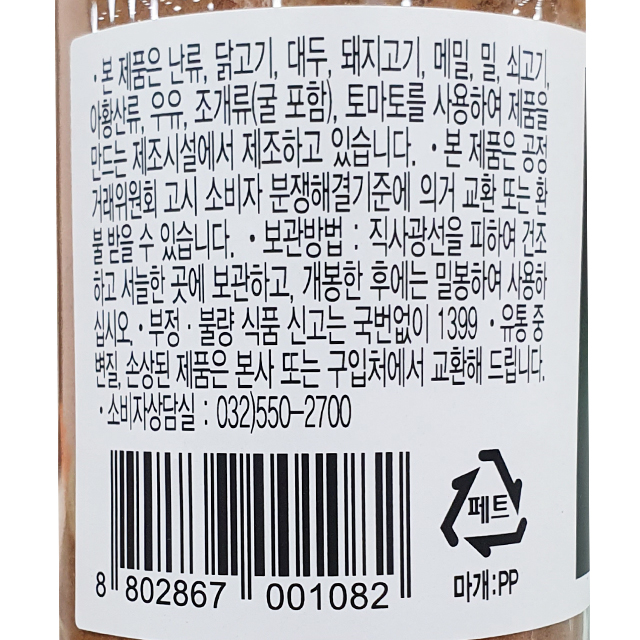 · 본 제품은 난류, 닭고기, 대두, 돼지고기, 메밀, 밀, 쇠고기,
아황산류, 우유, 조개류(굴 포함), 토마토를 사용하여 제품을
만드는 제조시설에서 제조하고 있습니다. · 본 제품은 공정
거래위원회 고시 소비자 분쟁해결기준에 의거 교환 또는 환
불 받을 수 있습니다. · 보관방법 : 직사광선을 피하여 건조
하고 서늘한 곳에 보관하고, 개봉한 후에는 밀봉하여 사용하
십시오. · 부정 · 불량 식품 신고는 국번없이 1399 · 유통 중
변질, 손상된 제품은 본사 또는 구입처에서 교환해 드립니다.
· 소비자상담실 : 032)550-2700
페트
마개:PP
8 802867 001082